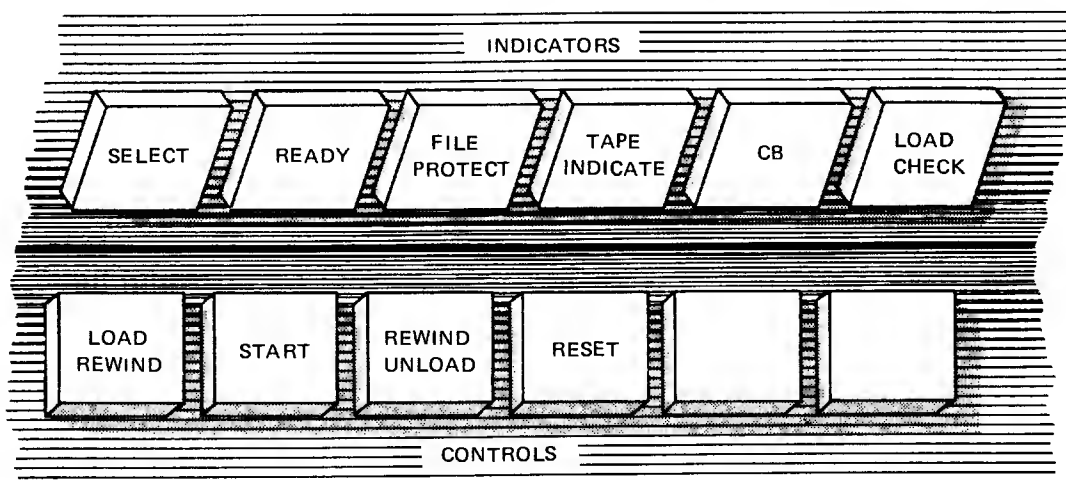 INDICATORS
SELECT
READY
FILE
PROTECT
TAPE
INDICATE
CB
LOAD
CHECK
LOAD
REWIND
START
REWIND
UNLOAD
RESET
CONTROLS